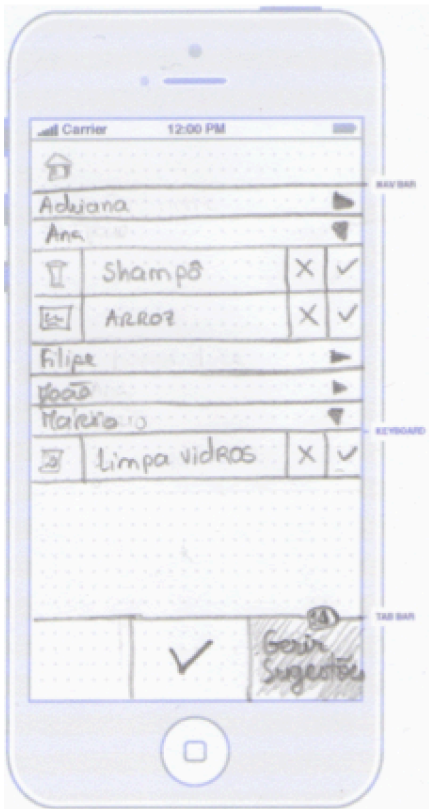 Carrier 12:00 PM
NAV BAR
Adriana
Ana
Shampô
X
ARROZ
X
Filipe
João
Márcio
KEYBOARD
Limpa vidros
X
TAB BAR
Gerir
Sugestões